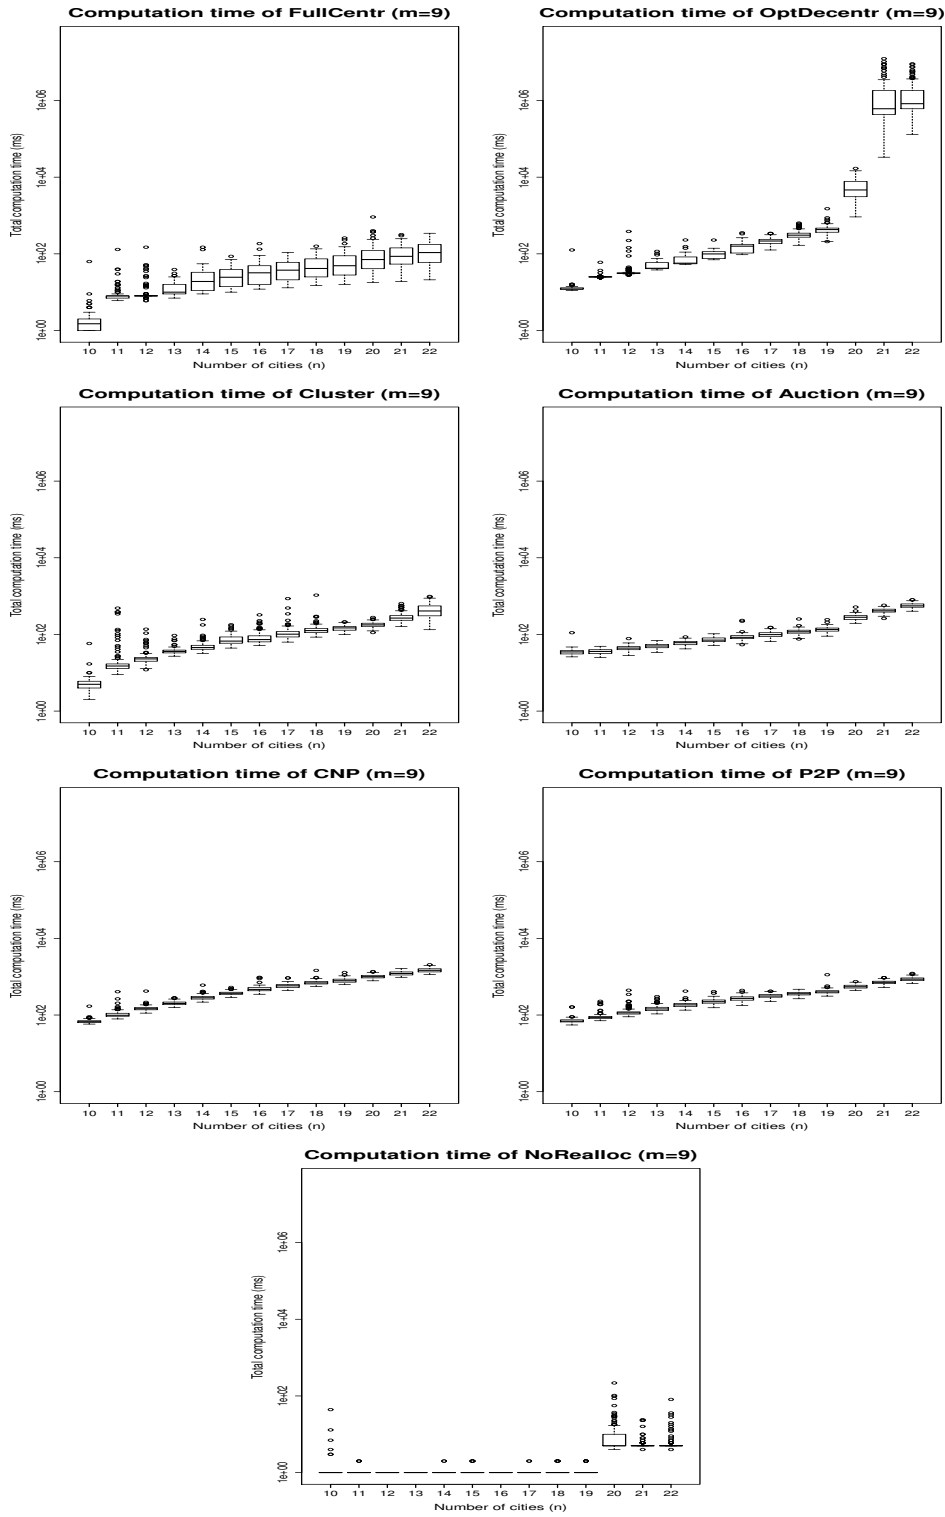 Computation time of FullCentr (m=9)
Total computation time (ms)
1e+06
1e+04
1e+02
1e+00
10 11 12 13 14 15 16 17 18 19 20 21 22
Number of cities (n)
Computation time of OptDecentr (m=9)
Total computation time (ms)
1e+06
1e+04
1e+02
1e+00
10 11 12 13 14 15 16 17 18 19 20 21 22
Number of cities (n)
Computation time of Cluster (m=9)
Total computation time (ms)
1e+06
1e+04
1e+02
1e+00
10 11 12 13 14 15 16 17 18 19 20 21 22
Number of cities (n)
Computation time of Auction (m=9)
Total computation time (ms)
1e+06
1e+04
1e+02
1e+00
10 11 12 13 14 15 16 17 18 19 20 21 22
Number of cities (n)
Computation time of CNP (m=9)
Total computation time (ms)
1e+06
1e+04
1e+02
1e+00
10 11 12 13 14 15 16 17 18 19 20 21 22
Number of cities (n)
Computation time of P2P (m=9)
Total computation time (ms)
1e+06
1e+04
1e+02
1e+00
10 11 12 13 14 15 16 17 18 19 20 21 22
Number of cities (n)
Computation time of NoRealloc (m=9)
Total computation time (ms)
1e+06
1e+04
1e+02
1e+00
10 11 12 13 14 15 16 17 18 19 20 21 22
Number of cities (n)